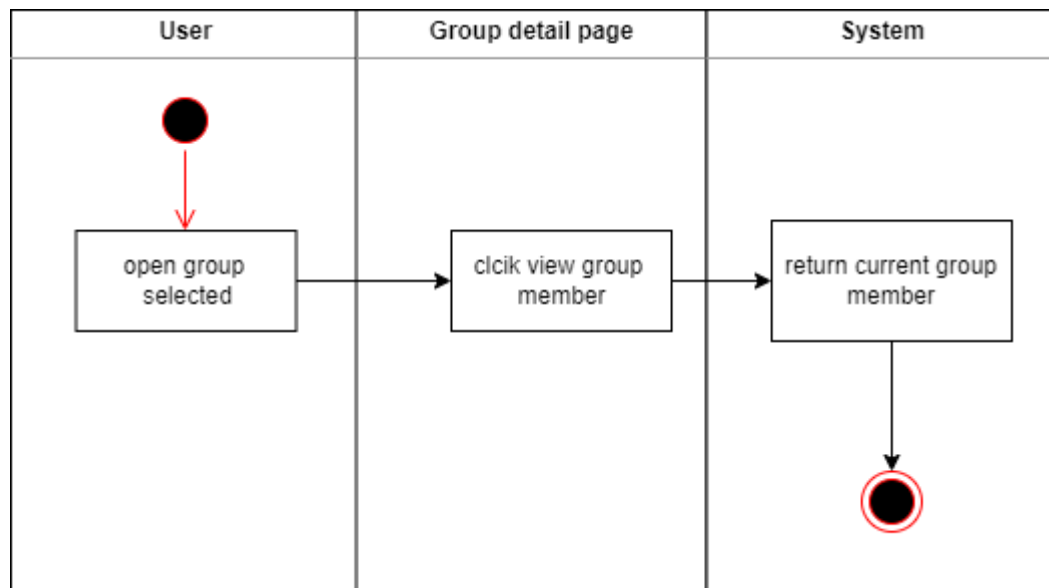 User
Group detail page
System
open group
selected
clcik view group
member
return current group
member